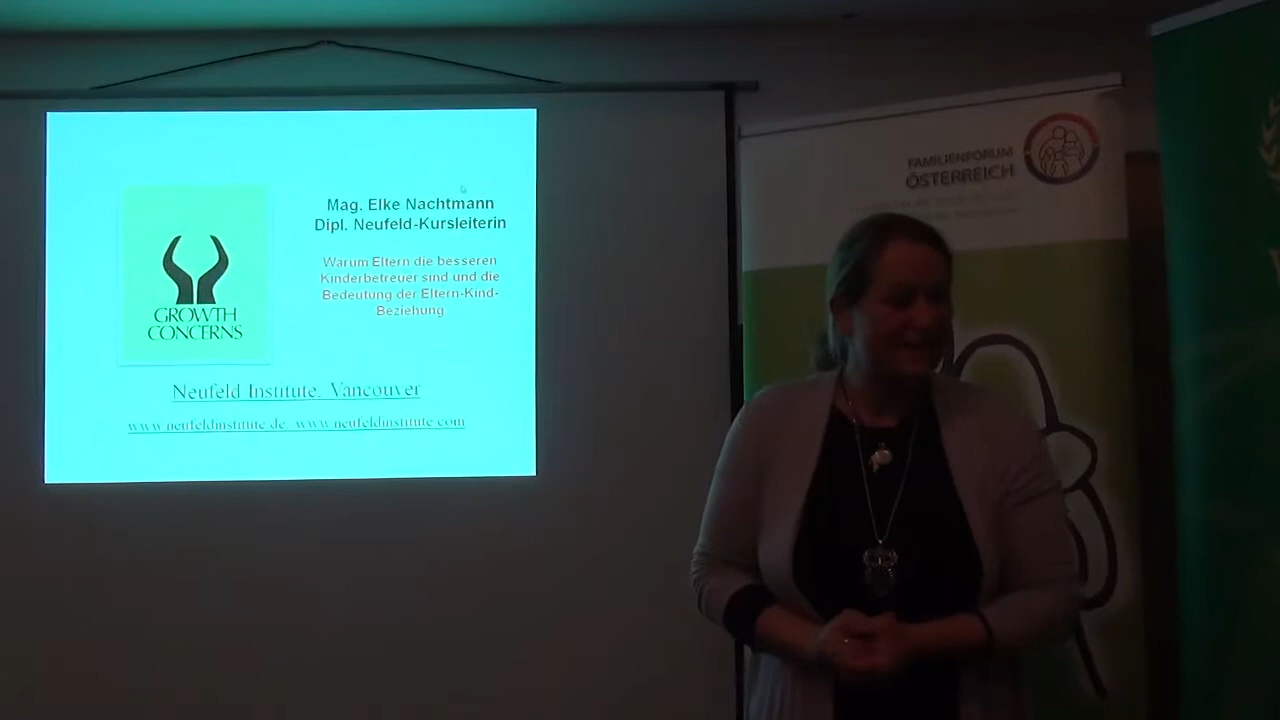 Mag. Elke Nachtmann
Dipl. Neufeld-Kursleiterin
Warum Eltern die besseren
Kinderbetreuer sind und die
Bedeutung der Eltern-Kind-
Beziehung
GROWTH
CONCERNS
Neufeld Institute, Vancouver
www.neufeldinstitute.de, www.neufeldinstitute.com
FAMILIENFORUM
ÖSTERREICH